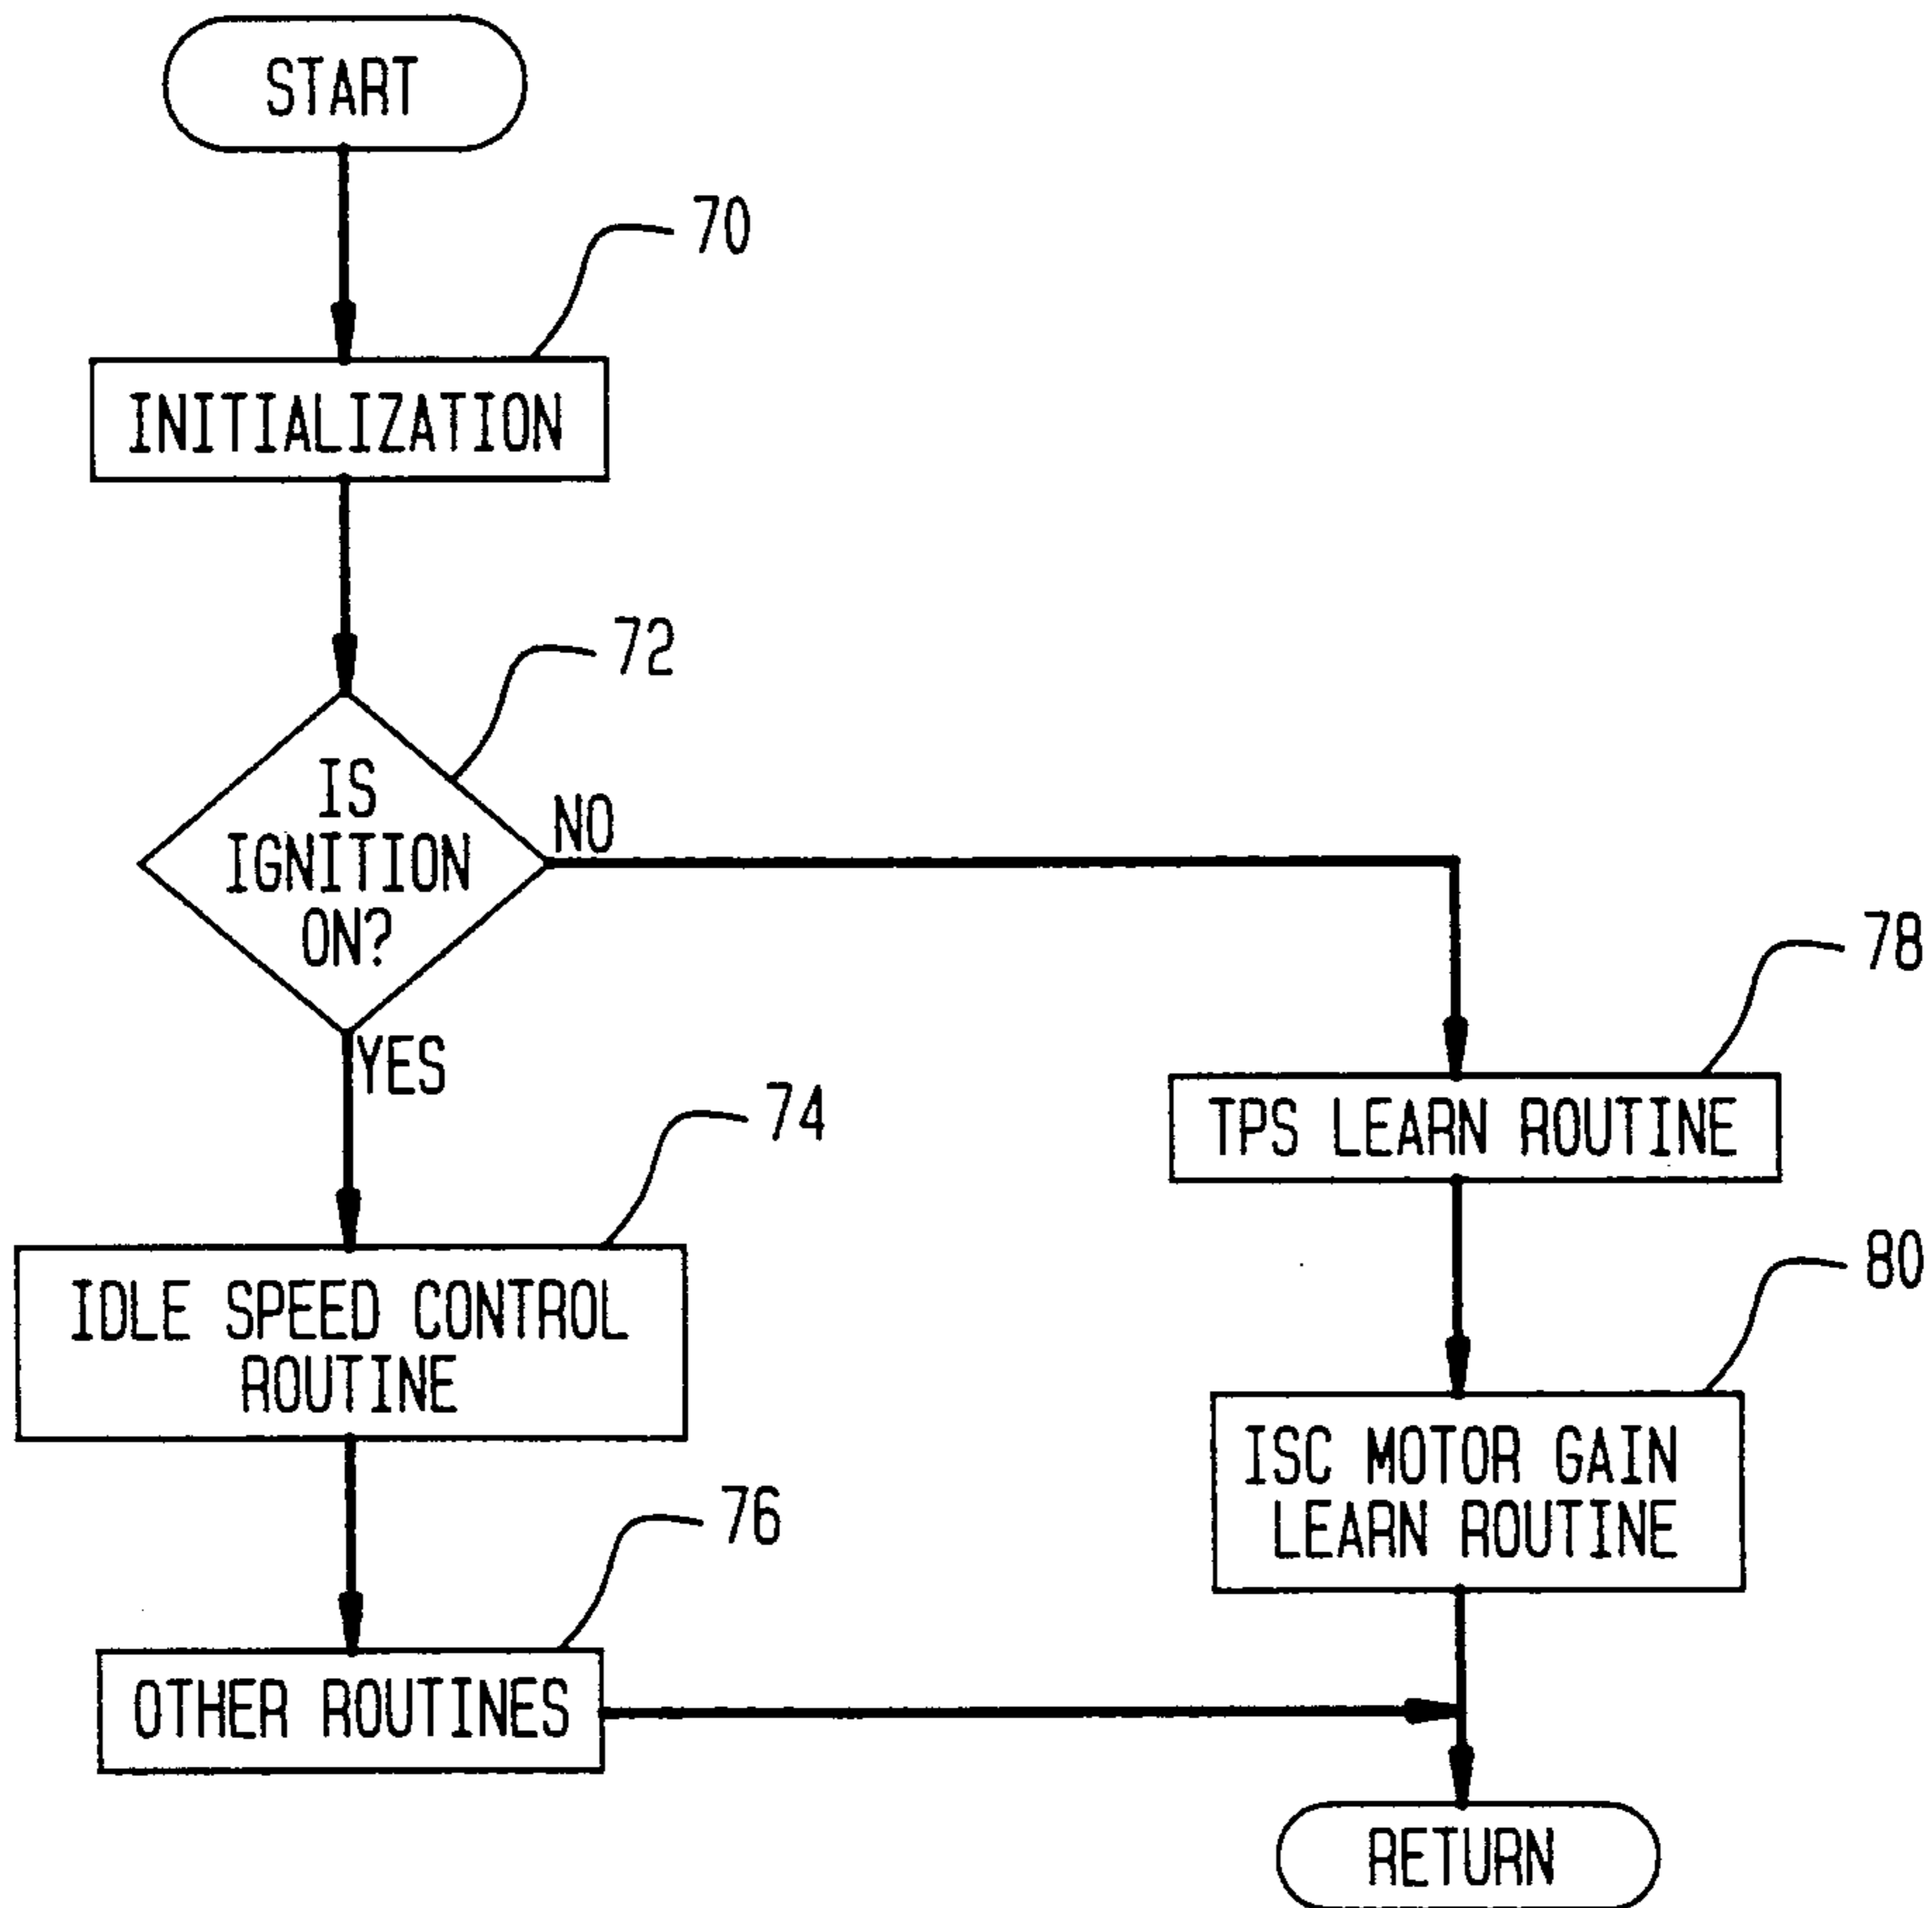 START
70
INITIALIZATION
72
IS
IGNITION
ON?
NO
YES
74
IDLE SPEED CONTROL
ROUTINE
76
OTHER ROUTINES
78
TPS LEARN ROUTINE
80
ISC MOTOR GAIN
LEARN ROUTINE
RETURN